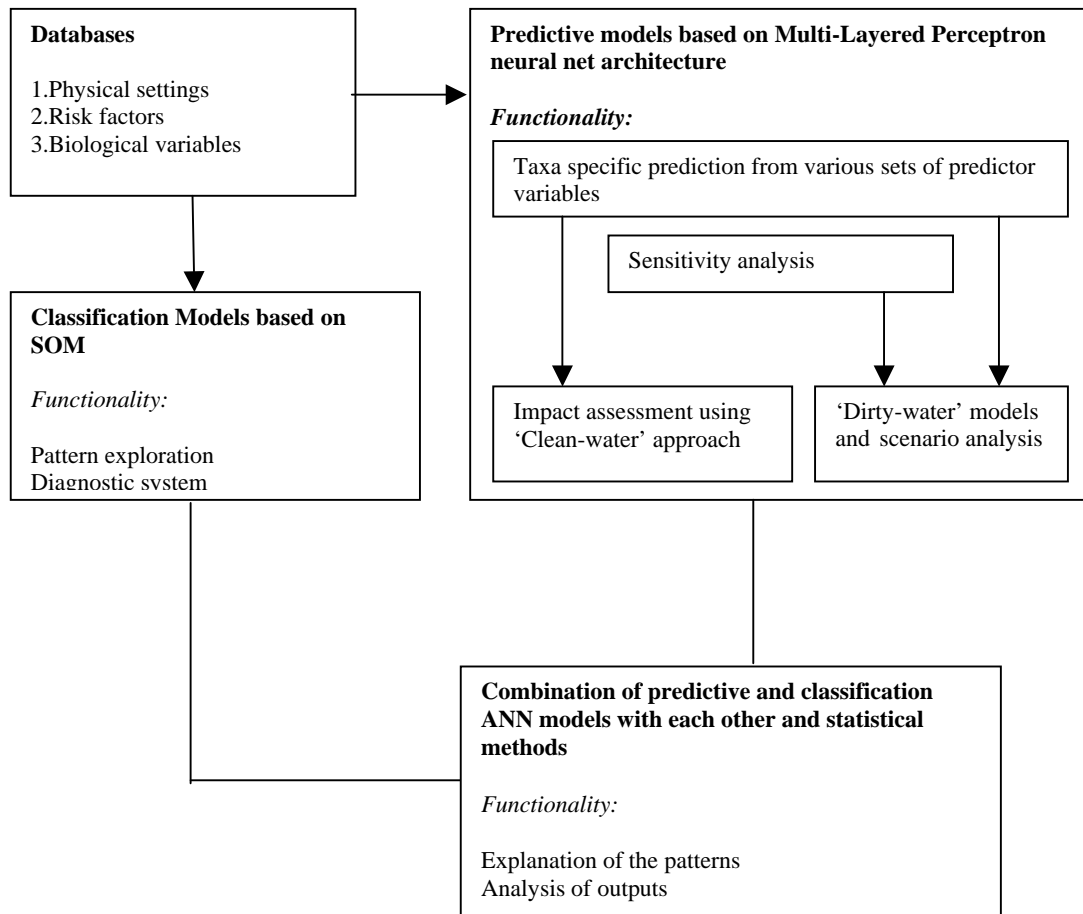 Databases
1.Physical settings
2.Risk factors
3.Biological variables
Predictive models based on Multi-Layered Perceptron
neural net architecture
Functionality:
Taxa specific prediction from various sets of predictor
variables
Sensitivity analysis
Impact assessment using
‘Clean-water’ approach
‘Dirty-water’ models
and scenario analysis
Classification Models based on
SOM
Functionality:
Pattern exploration
Diagnostic system
Combination of predictive and classification
ANN models with each other and statistical
methods
Functionality:
Explanation of the patterns
Analysis of outputs